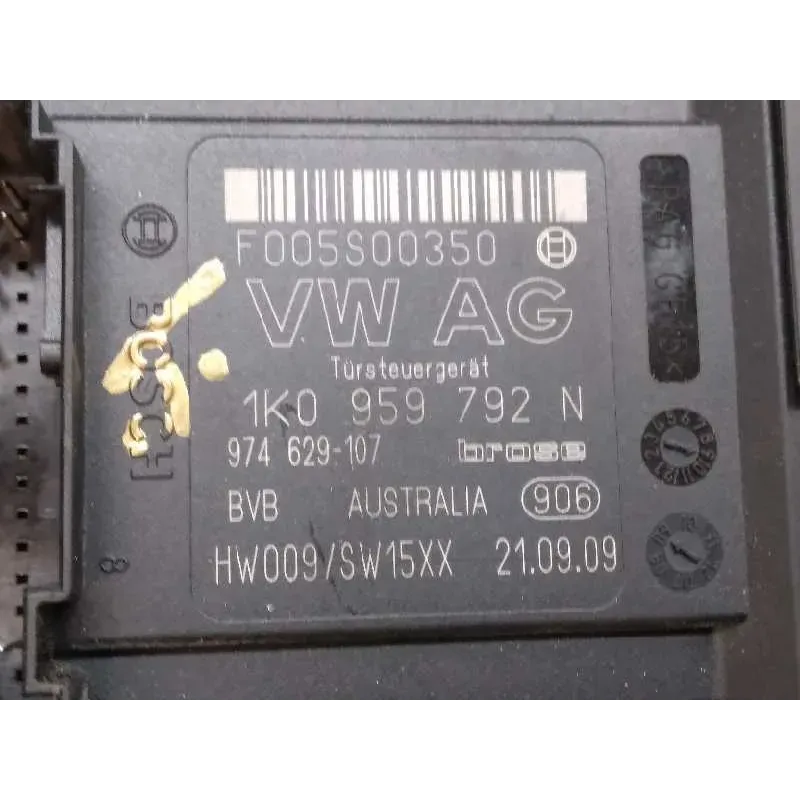 F005S00350
VW AG
Türsteuergerät
1K0 959 792 N
974 629-107 brose
BVB AUSTRALIA 906
HW009/SW15XX 21.09.09
BOSCH
8